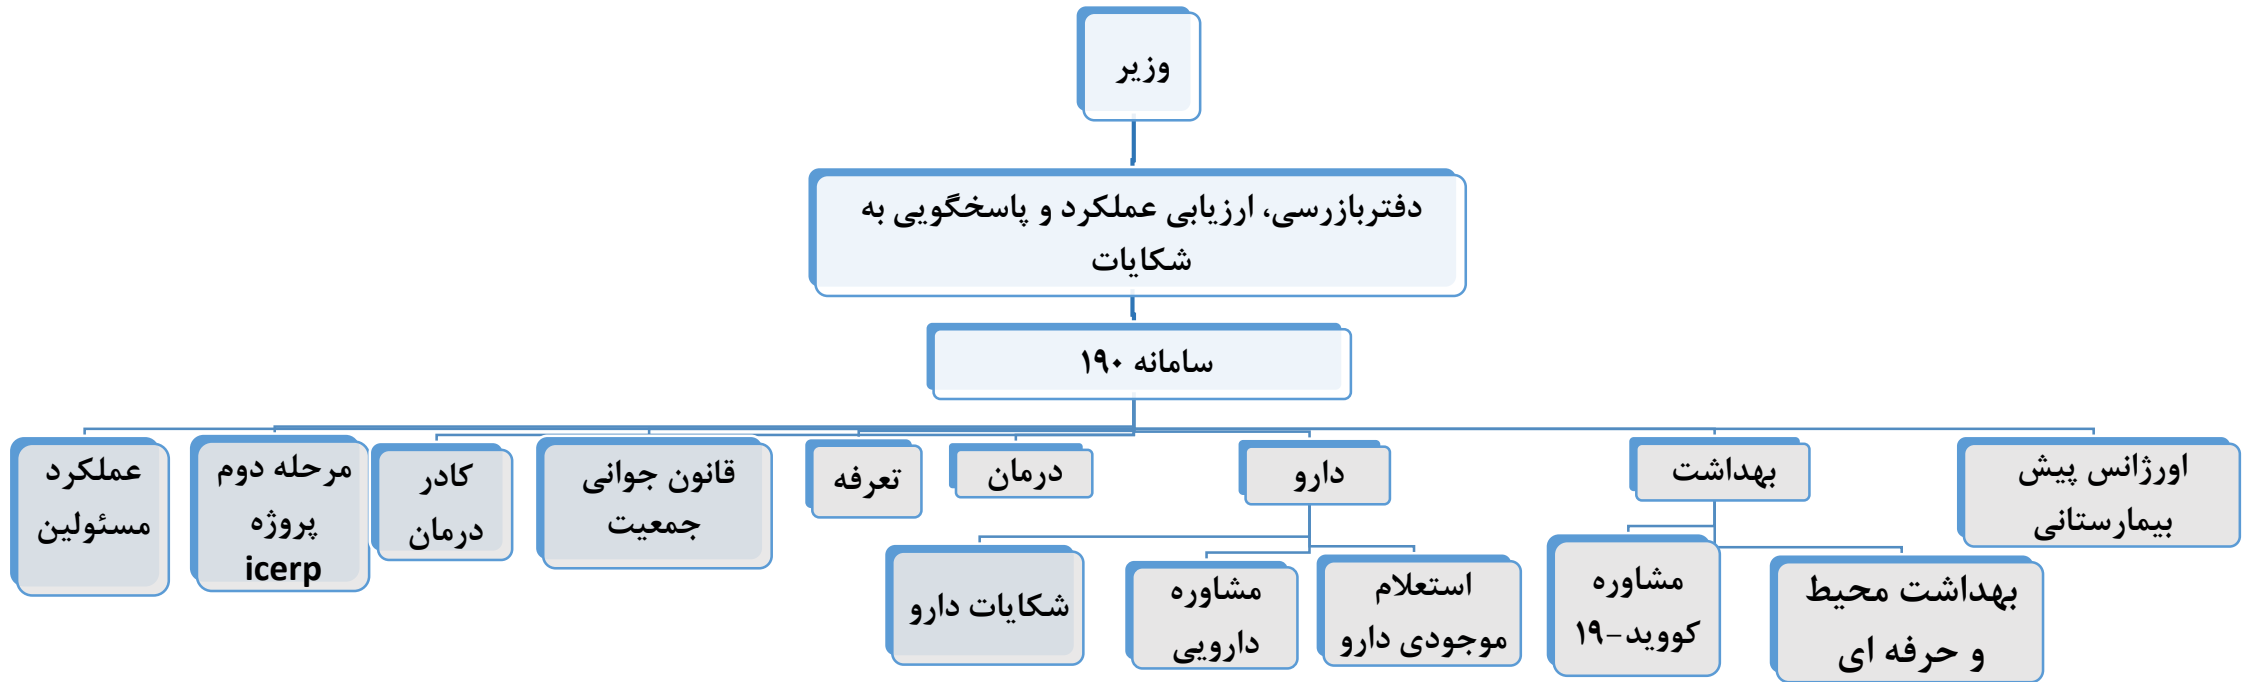 وزیر
دفتربازرسی، ارزیابی عملکرد و پاسخگویی به
شکایات
سامانه ۱۹۰
اورژانس پیش
بیمارستانی
بهداشت
دارو
درمان
تعرفه
قانون جوانی
جمعیت
کادر
درمان
مرحله دوم
پروژه
icerp
عملکرد
مسئولین
بهداشت محیط
و حرفه ای
مشاوره
کووید-۱۹
استعلام
موجودی دارو
مشاوره
دارویی
شکایات دارو